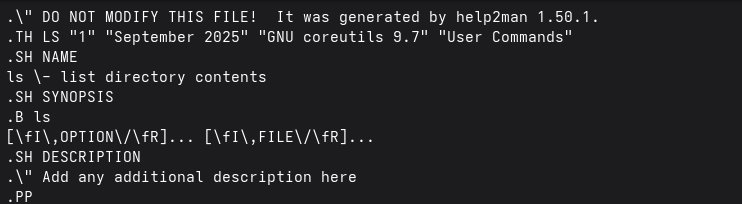 .\" DO NOT MODIFY THIS FILE!  It was generated by help2man 1.50.1.
.TH LS "1" "September 2025" "GNU coreutils 9.7" "User Commands"
.SH NAME
ls \- list directory contents
.SH SYNOPSIS
.B ls
[\fI\,OPTION\/\fR]... [\fI\,FILE\/\fR]...
.SH DESCRIPTION
.\" Add any additional description here
.PP